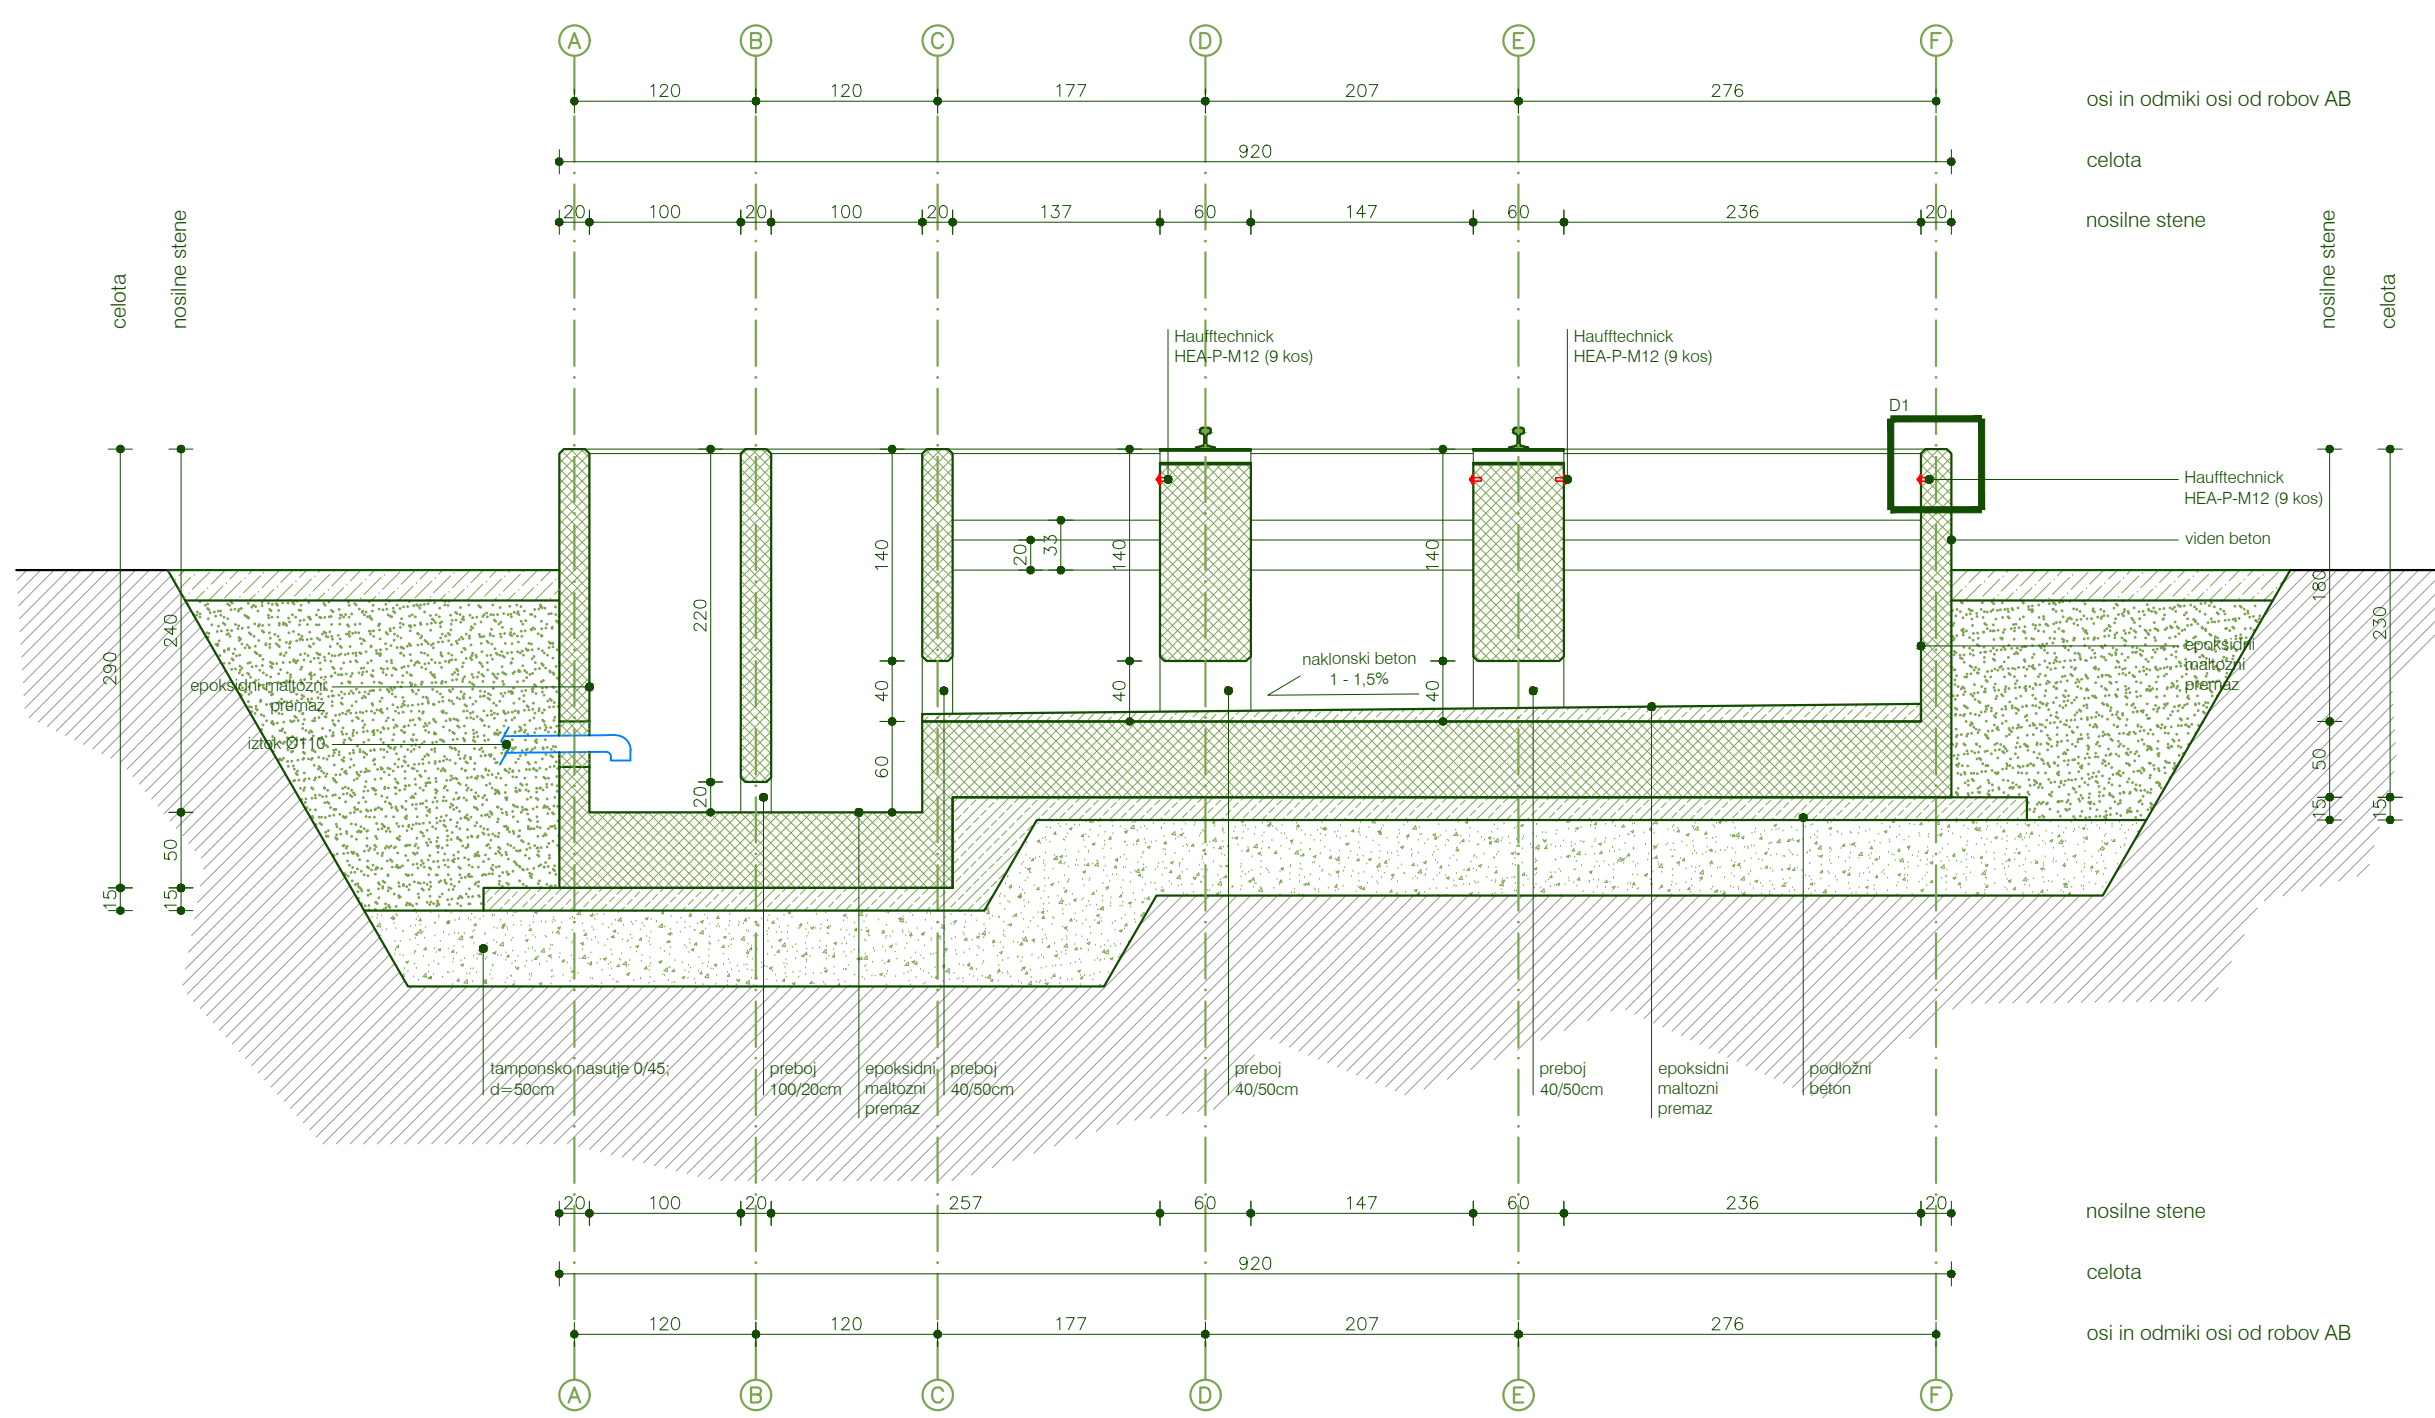 A B C D E F
120 120 177 207 276 osi in odmiki osi od robov AB
920 celota
20 100 20 100 20 137 60 147 60 236 20 nosilne stene
celota
nosilne stene
nosilne stene
celota
Haufftechnick
HEA-P-M12 (9 kos)
Haufftechnick
HEA-P-M12 (9 kos)
D1
Haufftechnick
HEA-P-M12 (9 kos)
viden beton
290
15
240
50
15
220
20
140
40
60
20
33
140
40
140
40
180
50
15
230
15
naklonski beton
1 - 1,5%
epoksidni maltozni
premaz
iztok Ø110
epoksidni
maltozni
premaz
tamponsko nasutje 0/45;
d=50cm
preboj
100/20cm
epoksidni
maltozni
premaz
preboj
40/50cm
preboj
40/50cm
preboj
40/50cm
epoksidni
maltozni
premaz
podložni
beton
20 100 20 257 60 147 60 236 20 nosilne stene
920 celota
120 120 177 207 276 osi in odmiki osi od robov AB
A B C D E F